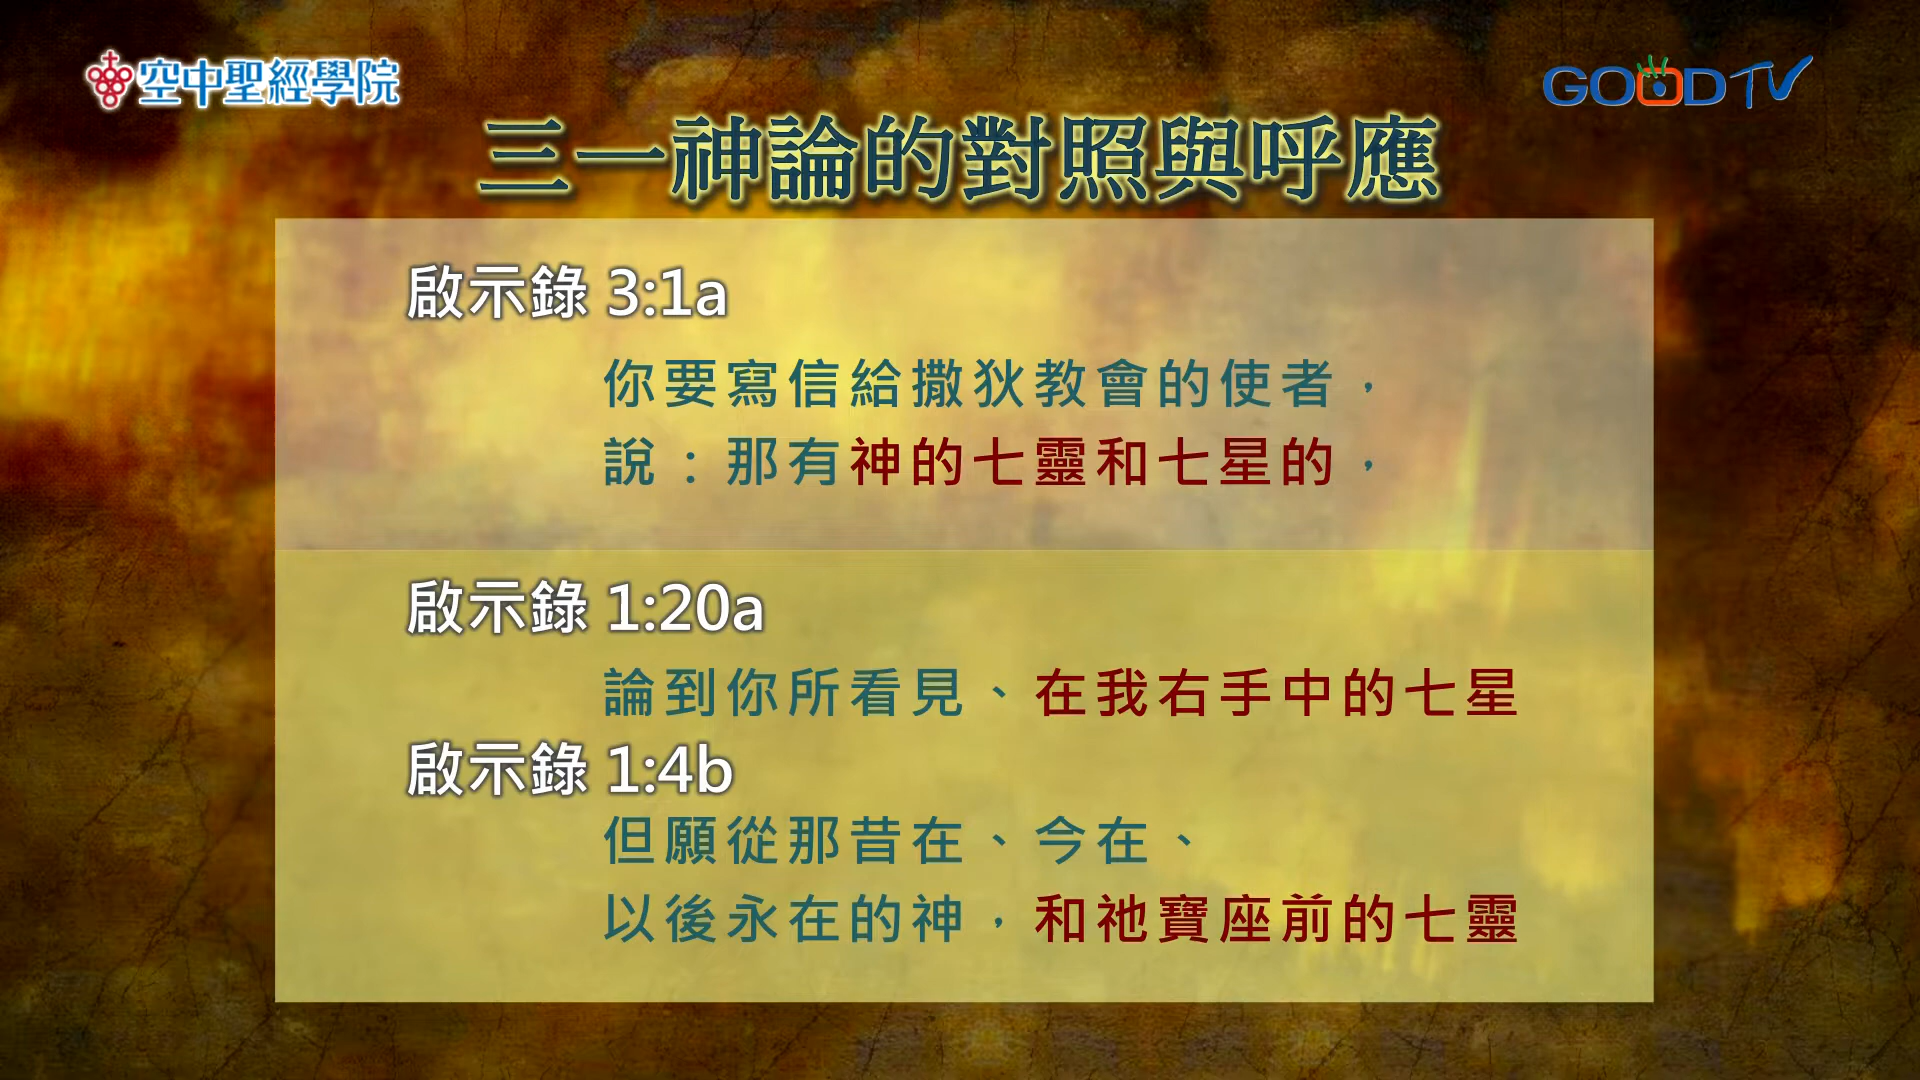 空中聖經學院
GOOD TV
三一神論的對照與呼應
啟示錄 3:1a
你要寫信給撒狄教會的使者，
說：那有神的七靈和七星的，
啟示錄 1:20a
論到你所看見、在我右手中的七星
啟示錄 1:4b
但願從那昔在、今在、
以後永在的神，和祂寶座前的七靈